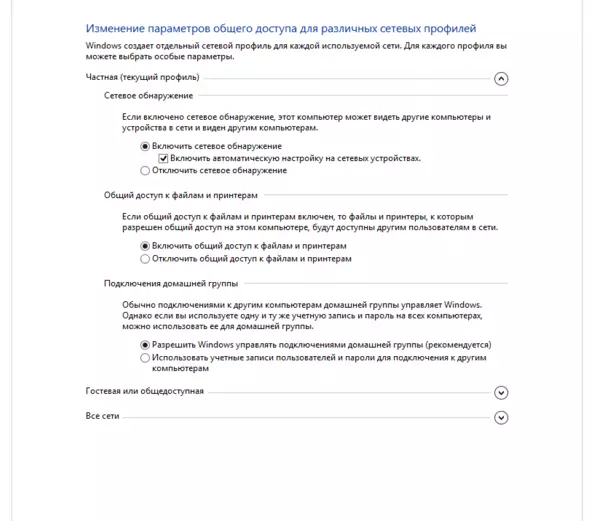 Изменение параметров общего доступа для различных сетевых профилей
Windows создает отдельный сетевой профиль для каждой используемой сети. Для каждого профиля вы
можете выбрать особые параметры.
Частная (текущий профиль)
Сетевое обнаружение
Если включено сетевое обнаружение, этот компьютер может видеть другие компьютеры и
устройства в сети и виден другим компьютерам.
Включить сетевое обнаружение
Включить автоматическую настройку на сетевых устройствах.
Отключить сетевое обнаружение
Общий доступ к файлам и принтерам
Если общий доступ к файлам и принтерам включен, то файлы и принтеры, к которым
разрешен общий доступ на этом компьютере, будут доступны другим пользователям в сети.
Включить общий доступ к файлам и принтерам
Отключить общий доступ к файлам и принтерам
Подключения домашней группы
Обычно подключениями к другим компьютерам домашней группы управляет Windows.
Однако если вы используете одну и ту же учетную запись и пароль на всех компьютерах,
можно использовать ее для домашней группы.
Разрешить Windows управлять подключениями домашней группы (рекомендуется)
Использовать учетные записи пользователей и пароли для подключения к другим
компьютерам
Гостевая или общедоступная
Все сети